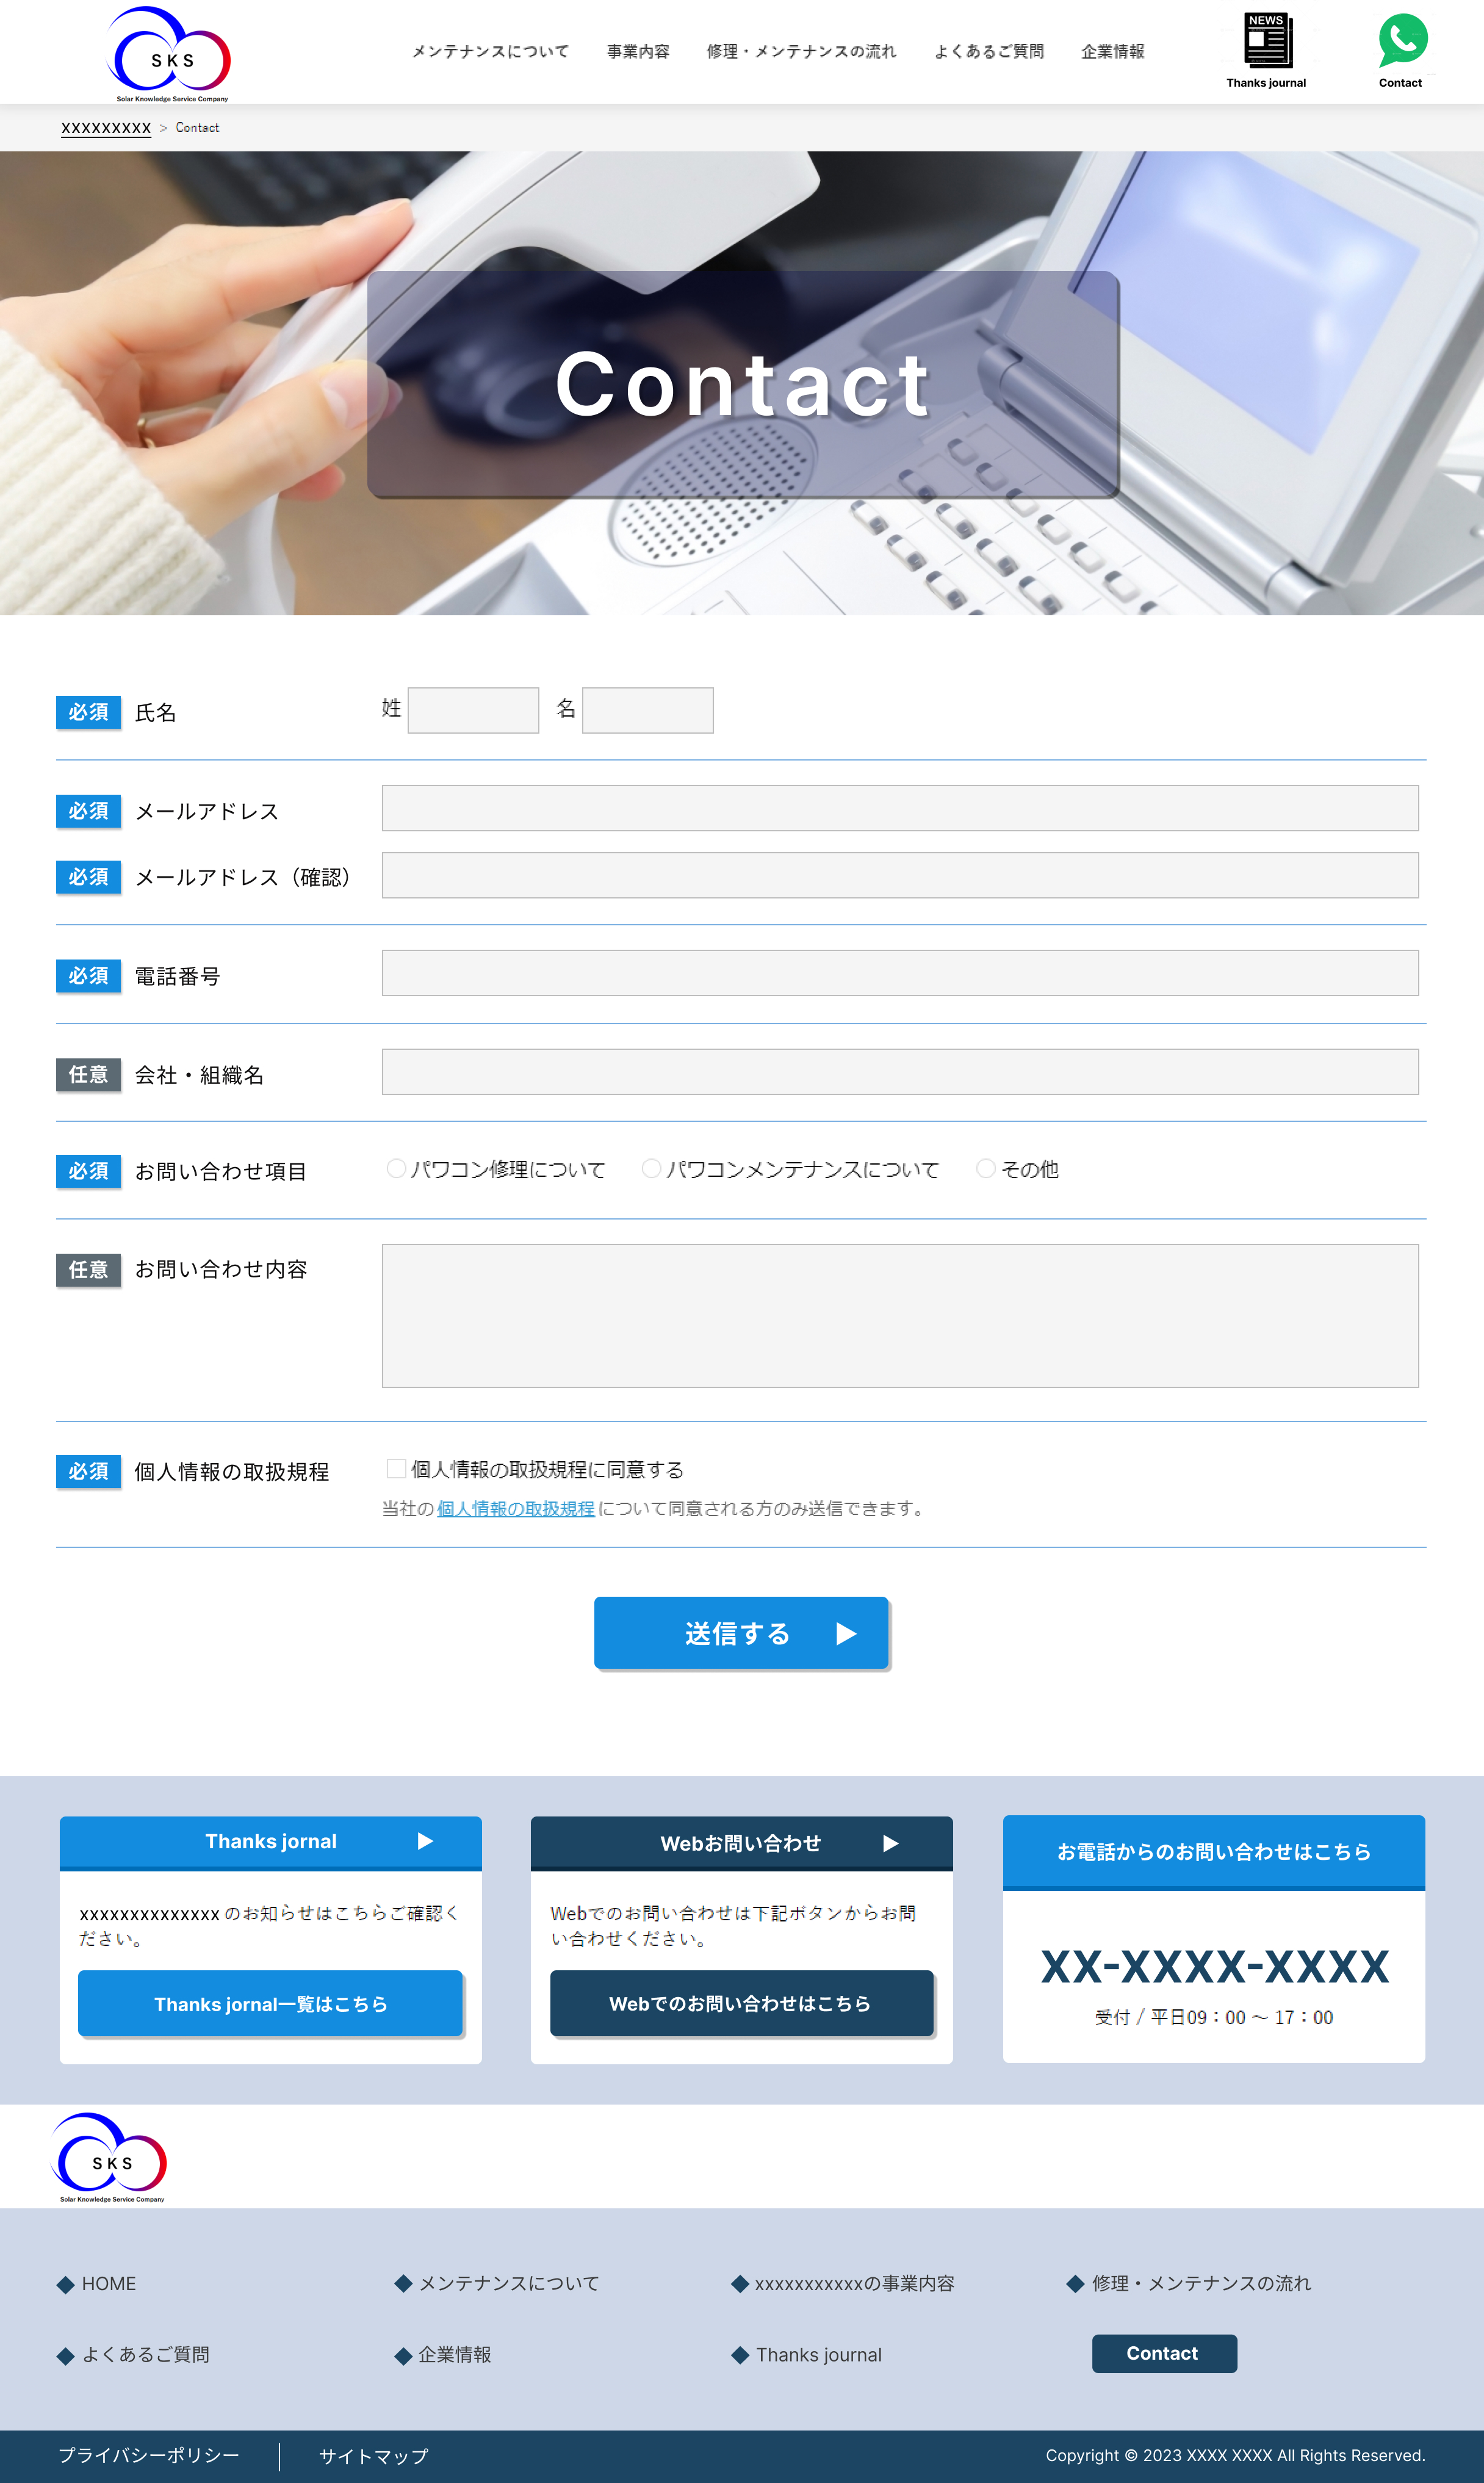 SKS
Solar Knowledge Service Company
メンテナンスについて 事業内容 修理・メンテナンスの流れ よくあるご質問 企業情報
NEWS
Thanks journal
Contact
XXXXXXXXX > Contact
Contact
必須 氏名 姓 名
必須 メールアドレス
必須 メールアドレス（確認）
必須 電話番号
任意 会社・組織名
必須 お問い合わせ項目 パワコン修理について パワコンメンテナンスについて その他
任意 お問い合わせ内容
必須 個人情報の取扱規程 個人情報の取扱規程に同意する
当社の個人情報の取扱規程について同意される方のみ送信できます。
送信する ▶
Thanks jornal ▶
xxxxxxxxxxxxxxのお知らせはこちらご確認く
ださい。
Thanks jornal一覧はこちら
Webお問い合わせ ▶
Webでのお問い合わせは下記ボタンからお問
い合わせください。
Webでのお問い合わせはこちら
お電話からのお問い合わせはこちら
XX-XXXX-XXXX
受付 / 平日09：00 ～ 17：00
SKS
Solar Knowledge Service Company
◆ HOME ◆ メンテナンスについて ◆ xxxxxxxxxxxの事業内容 ◆ 修理・メンテナンスの流れ
◆ よくあるご質問 ◆ 企業情報 ◆ Thanks journal Contact
プライバシーポリシー | サイトマップ Copyright © 2023 XXXX XXXX All Rights Reserved.